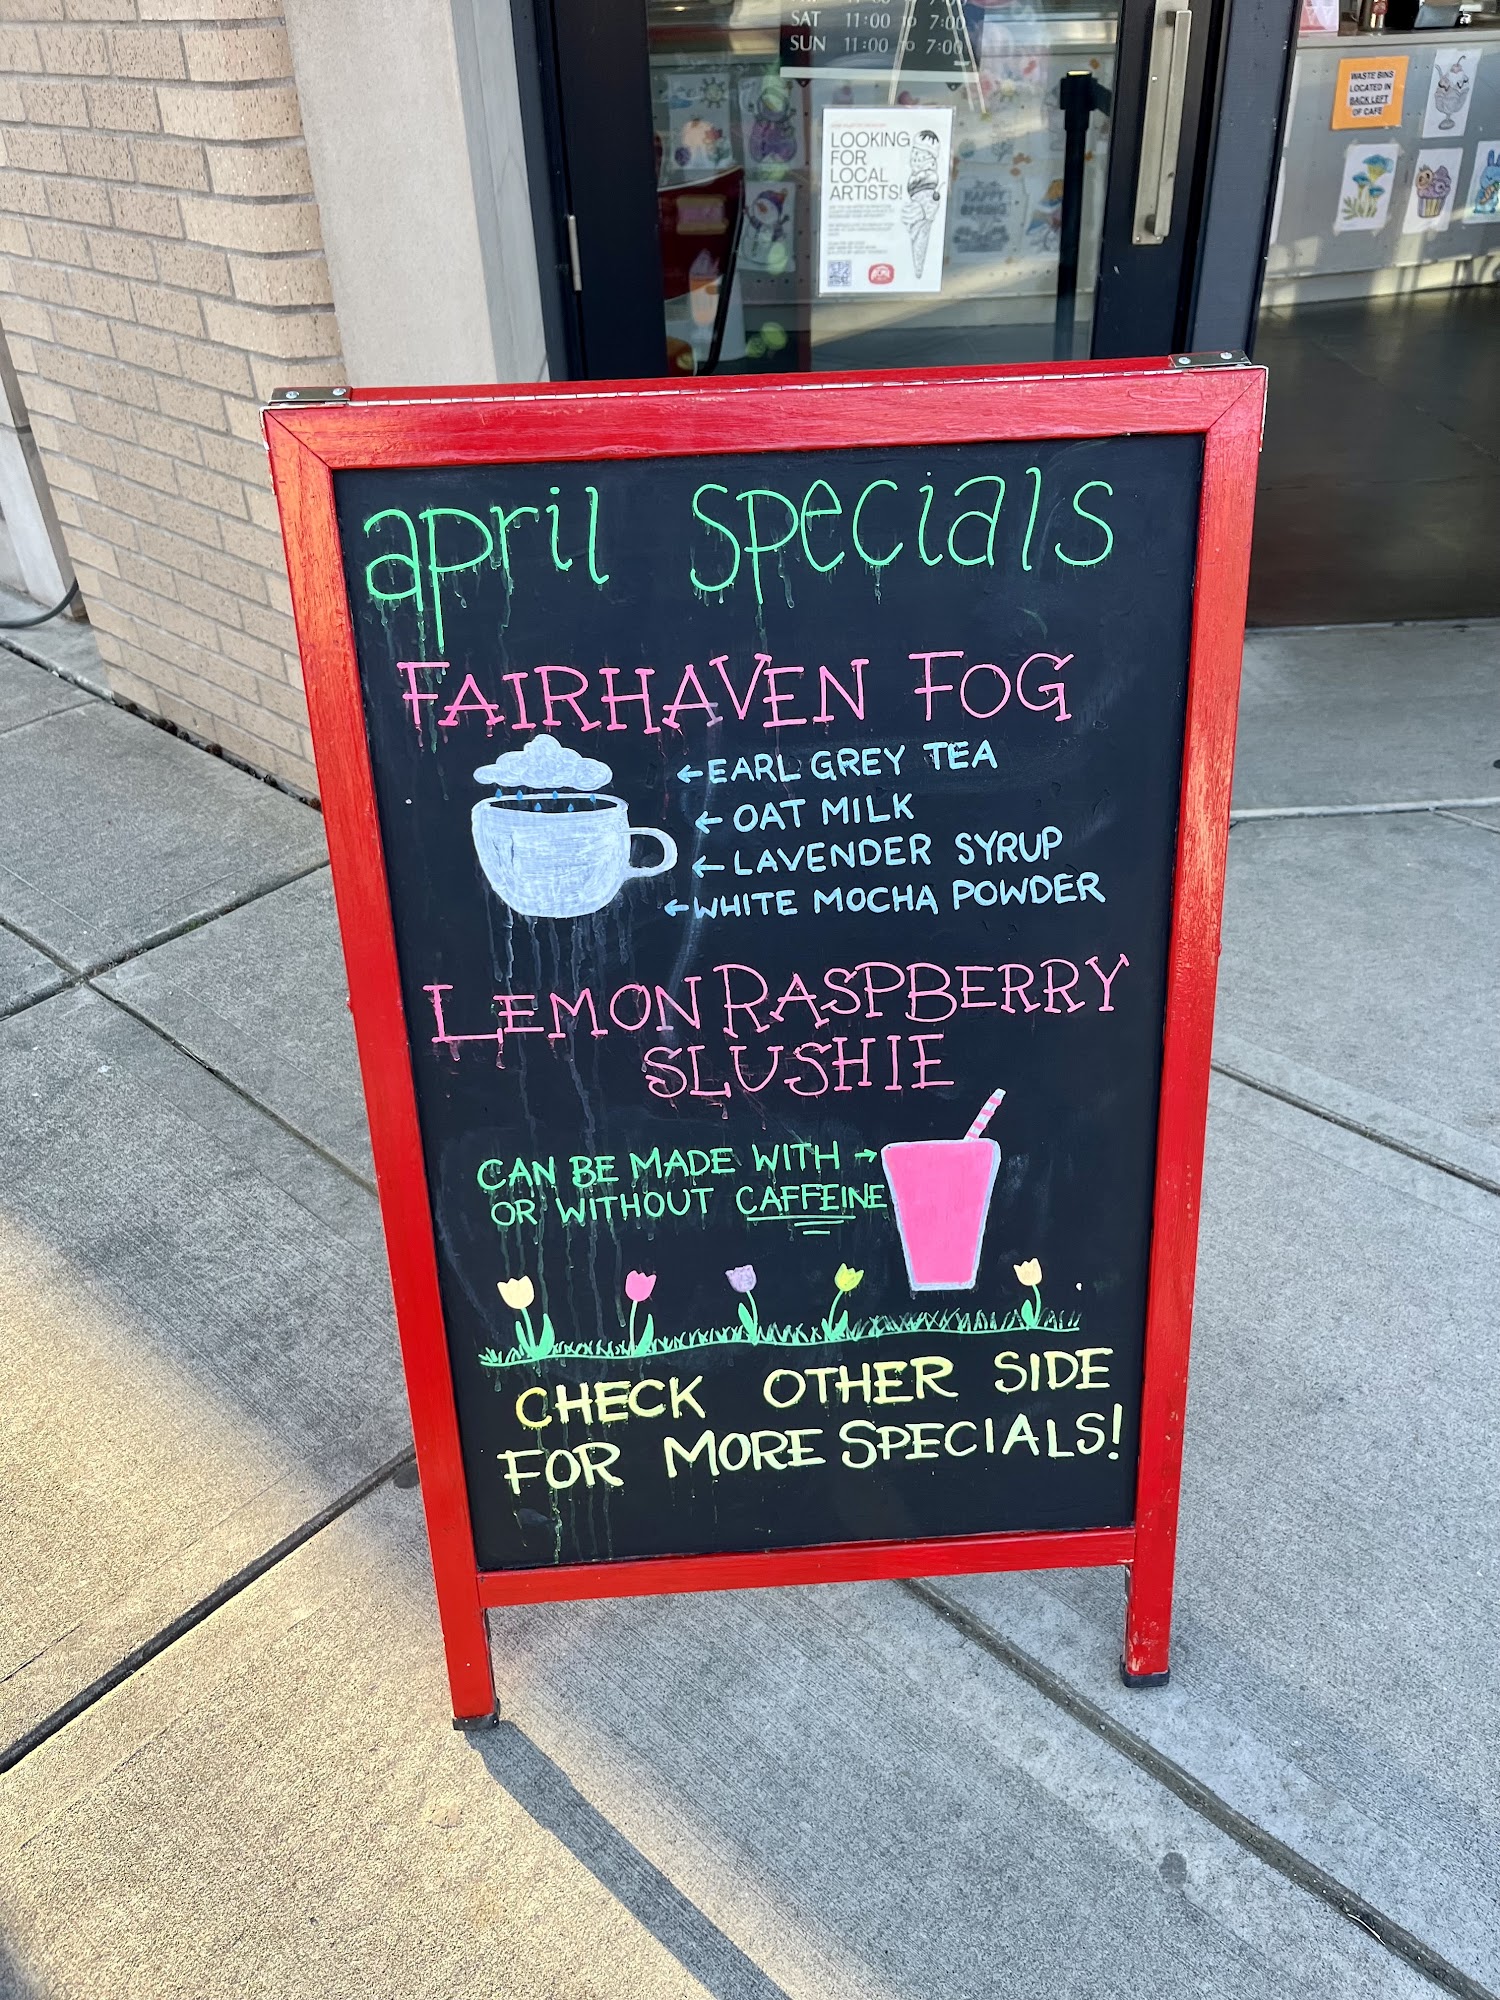 SAT 11:00 to 7:00
SUN 11:00 to 7:00
LOOKING
FOR
LOCAL
ARTISTS!
WASTE BINS
LOCATED IN
BACK LEFT
OF CAFE
HAPPY
SPRING
april specials
FAIRHAVEN FOG
←EARL GREY TEA
← OAT MILK
← LAVENDER SYRUP
←WHITE MOCHA POWDER
LEMON RASPBERRY
SLUSHIE
CAN BE MADE WITH →
OR WITHOUT CAFFEINE
CHECK OTHER SIDE
FOR MORE SPECIALS!